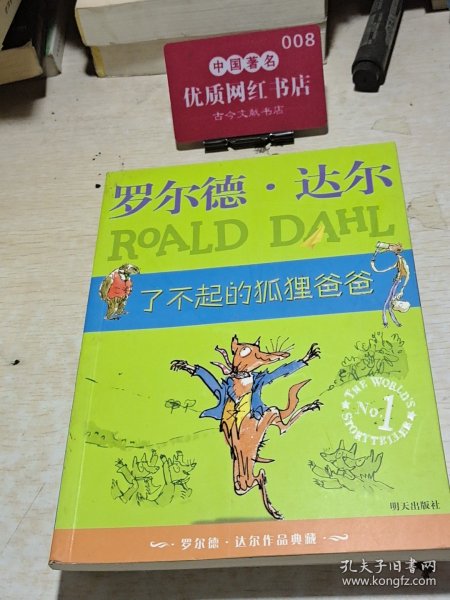 008
中国著名
优质网红书店
古今文献书店
罗尔德·达尔
ROALD DAHL
了不起的狐狸爸爸
THE WORLD'S
No.1
STORYTELLER
明天出版社
罗尔德·达尔作品典藏
孔夫子旧书网
www.kongfz.com